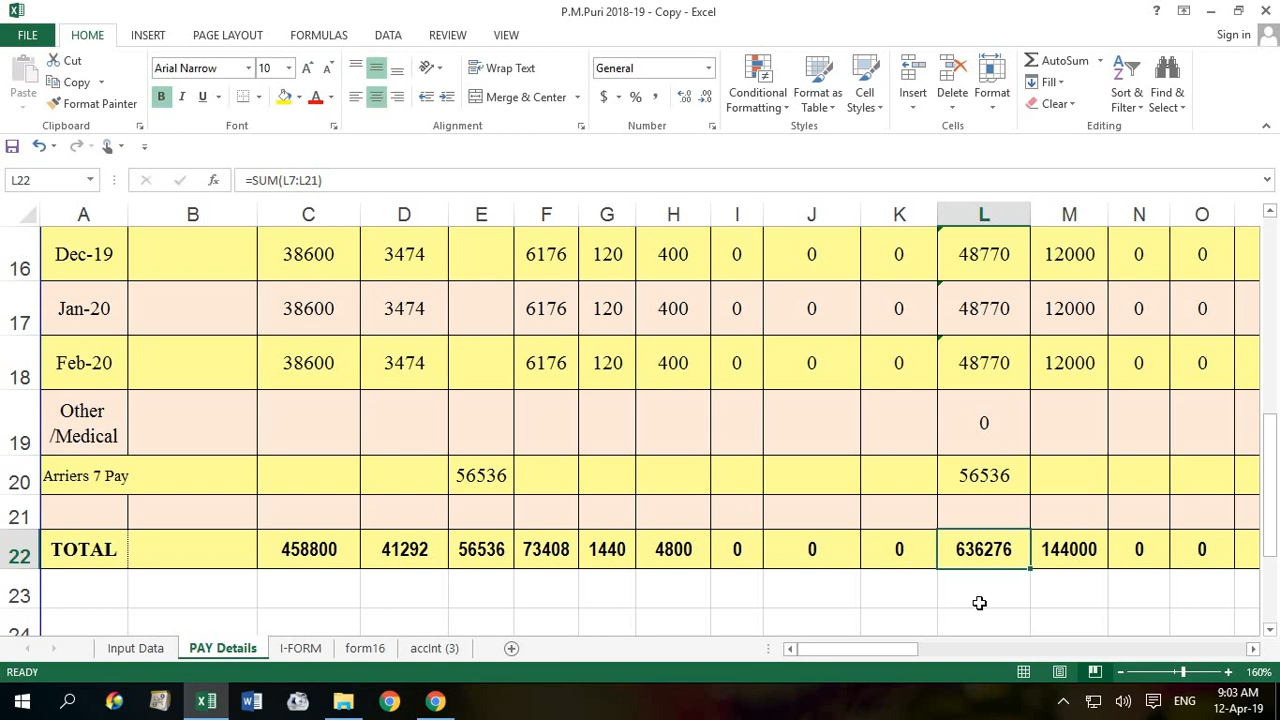 P.M.Puri 2018-19 - Copy - Excel
?
FILE HOME INSERT PAGE LAYOUT FORMULAS DATA REVIEW VIEW Sign in
Paste
Cut
Copy
Format Painter
Clipboard
Arial Narrow 10
B I U
Font
Wrap Text
Merge & Center
Alignment
General
$ % ,
Number
Conditional Formatting
Format as Table
Cell Styles
Styles
Insert
Delete
Format
Cells
AutoSum
Fill
Clear
Sort & Filter
Find & Select
Editing
L22 fx =SUM(L7:L21)
A B C D E F G H I J K L M N O
16 Dec-19 38600 3474 6176 120 400 0 0 0 48770 12000 0 0
17 Jan-20 38600 3474 6176 120 400 0 0 0 48770 12000 0 0
18 Feb-20 38600 3474 6176 120 400 0 0 0 48770 12000 0 0
19 Other /Medical 0
20 Arriers 7 Pay 56536 56536
21
22 TOTAL 458800 41292 56536 73408 1440 4800 0 0 0 636276 144000 0 0
23
24
Input Data PAY Details I-FORM form16 accInt (3)
READY 160%
ENG 9:03 AM
12-Apr-19